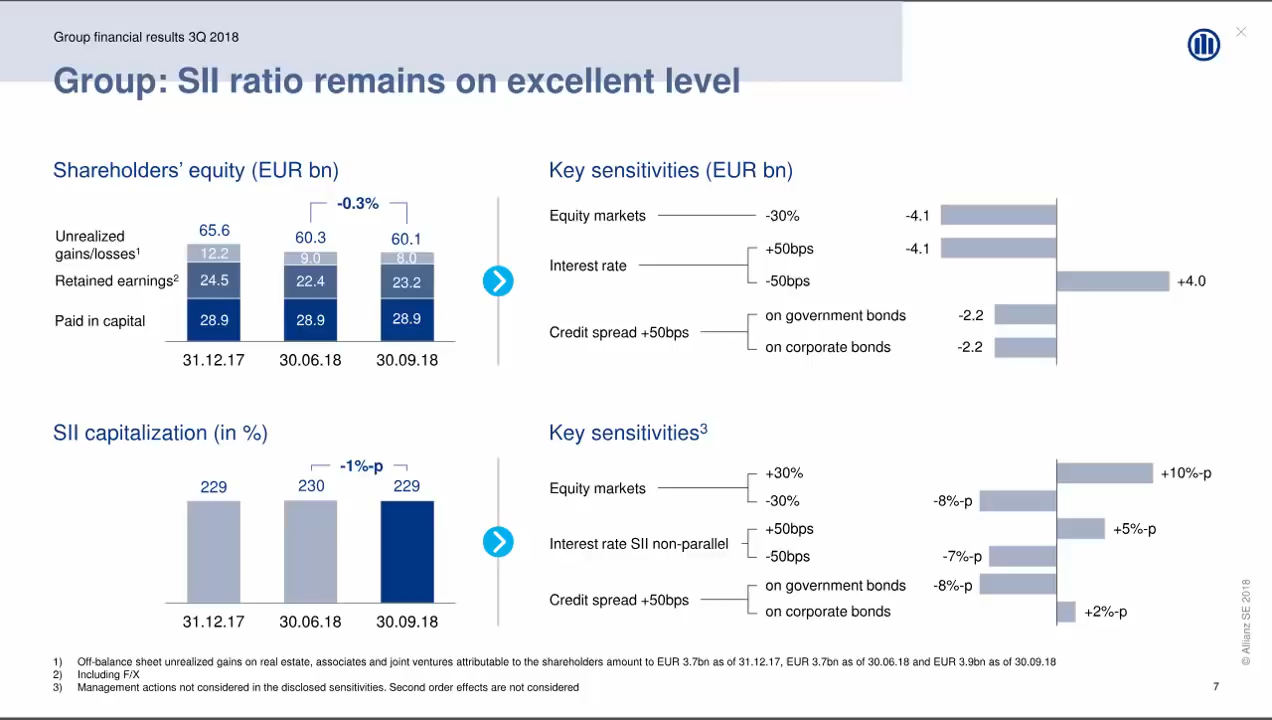 Group financial results 3Q 2018
Group: SII ratio remains on excellent level
Shareholders’ equity (EUR bn)
-0.3%
65.6
60.3
60.1
Unrealized
gains/losses1
12.2
9.0
8.0
Retained earnings2
24.5
22.4
23.2
Paid in capital
28.9
28.9
28.9
31.12.17
30.06.18
30.09.18
Key sensitivities (EUR bn)
Equity markets
-30%
-4.1
Interest rate
+50bps
-4.1
-50bps
+4.0
Credit spread +50bps
on government bonds
-2.2
on corporate bonds
-2.2
SII capitalization (in %)
-1%-p
229
230
229
31.12.17
30.06.18
30.09.18
Key sensitivities3
Equity markets
+30%
+10%-p
-30%
-8%-p
Interest rate SII non-parallel
+50bps
+5%-p
-50bps
-7%-p
Credit spread +50bps
on government bonds
-8%-p
on corporate bonds
+2%-p
1) Off-balance sheet unrealized gains on real estate, associates and joint ventures attributable to the shareholders amount to EUR 3.7bn as of 31.12.17, EUR 3.7bn as of 30.06.18 and EUR 3.9bn as of 30.09.18
2) Including F/X
3) Management actions not considered in the disclosed sensitivities. Second order effects are not considered
© Allianz SE 2018
7